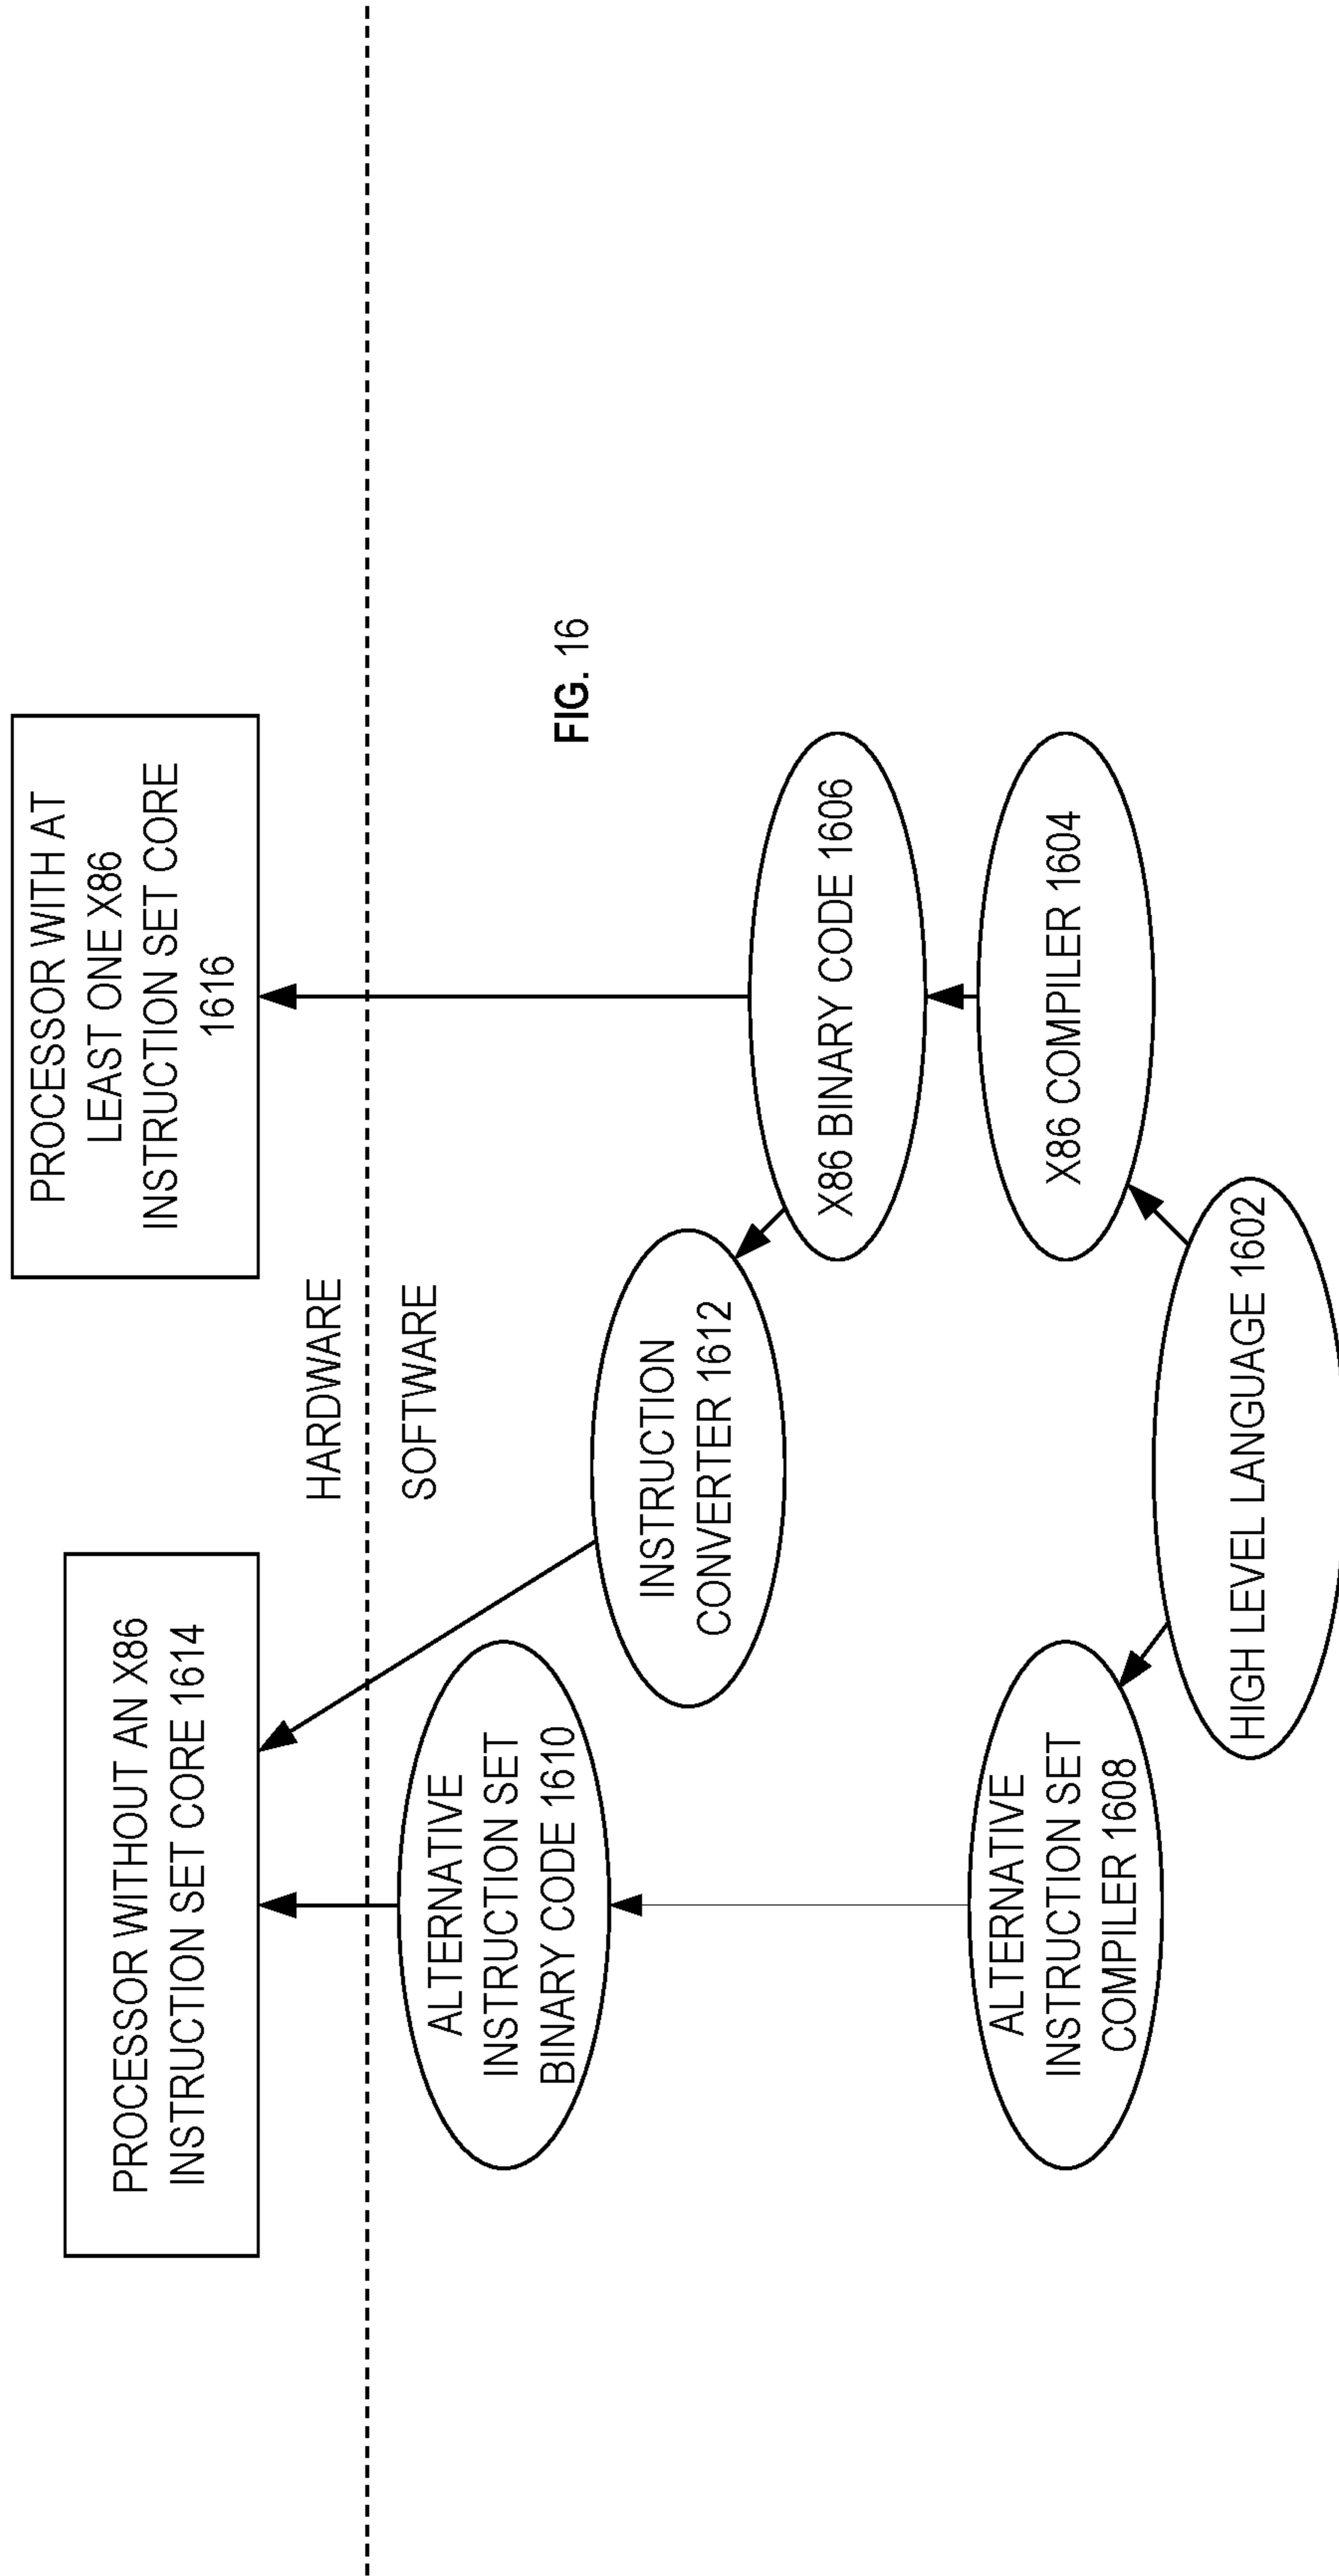 PROCESSOR WITHOUT AN X86
INSTRUCTION SET CORE 1614
PROCESSOR WITH AT
LEAST ONE X86
INSTRUCTION SET CORE
1616
HARDWARE
SOFTWARE
ALTERNATIVE
INSTRUCTION SET
BINARY CODE 1610
INSTRUCTION
CONVERTER 1612
FIG. 16
X86 BINARY CODE 1606
ALTERNATIVE
INSTRUCTION SET
COMPILER 1608
X86 COMPILER 1604
HIGH LEVEL LANGUAGE 1602